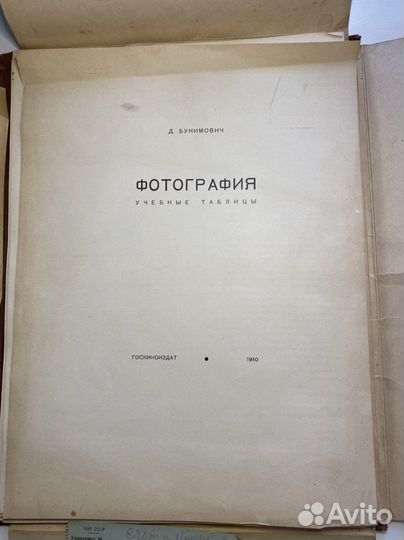 Д. БУНИМОВИЧ
ФОТОГРАФИЯ
УЧЕБНЫЕ ТАБЛИЦЫ
ГОСКИНОИЗДАТ • 1940
Avito